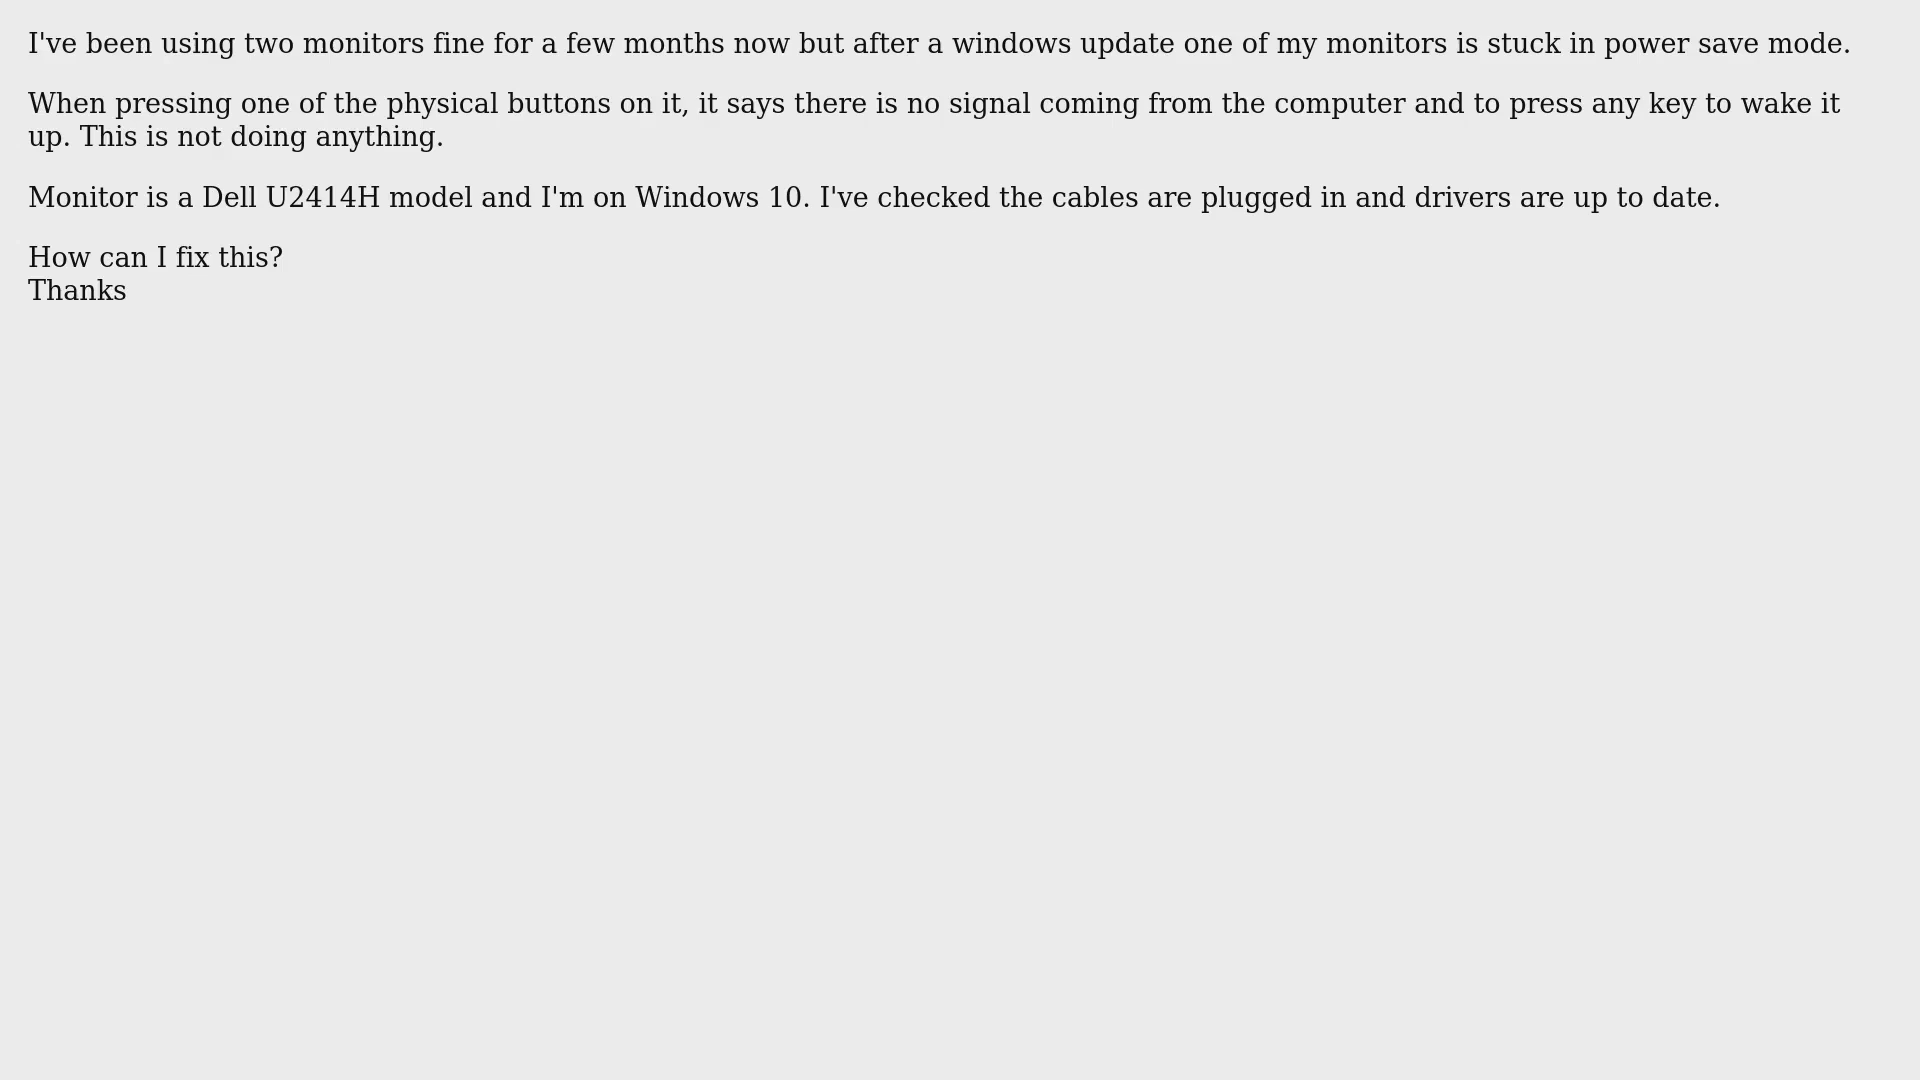 I've been using two monitors fine for a few months now but after a windows update one of my monitors is stuck in power save mode.
When pressing one of the physical buttons on it, it says there is no signal coming from the computer and to press any key to wake it
up. This is not doing anything.
Monitor is a Dell U2414H model and I'm on Windows 10. I've checked the cables are plugged in and drivers are up to date.
How can I fix this?
Thanks